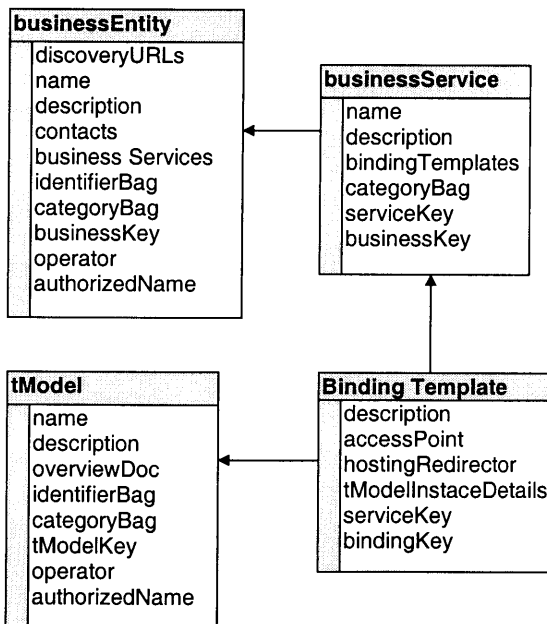 businessEntity
discoveryURLs
name
description
contacts
business Services
identifierBag
categoryBag
businessKey
operator
authorizedName
businessService
name
description
bindingTemplates
categoryBag
serviceKey
businessKey
tModel
name
description
overviewDoc
identifierBag
categoryBag
tModelKey
operator
authorizedName
Binding Template
description
accessPoint
hostingRedirector
tModelInstaceDetails
serviceKey
bindingKey